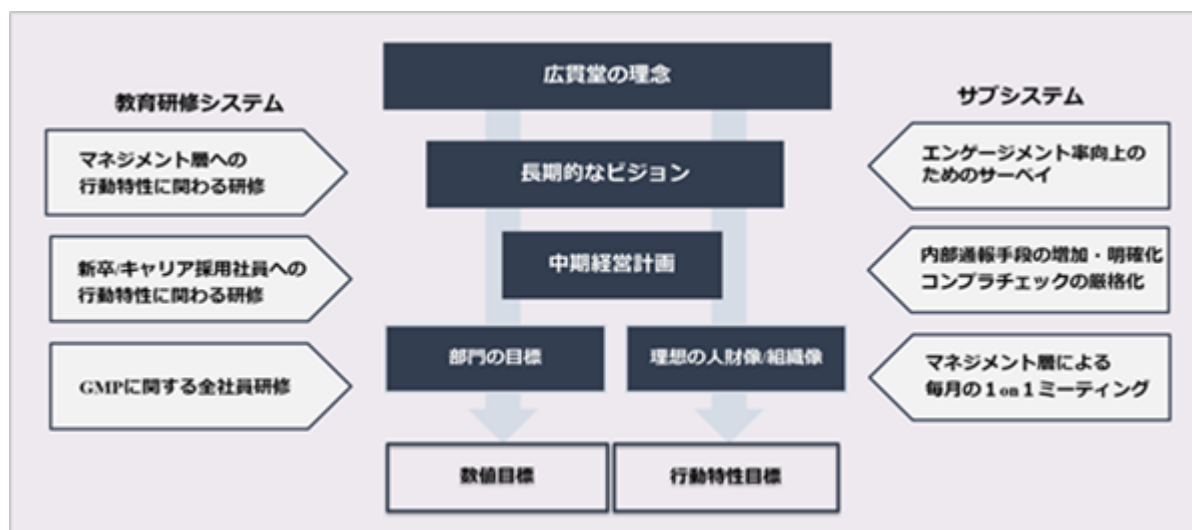 広貫堂の理念
教育研修システム
サブシステム
マネジメント層への
行動特性に関わる研修
長期的なビジョン
エンゲージメント率向上の
ためのサーベイ
新卒/キャリア採用社員への
行動特性に関わる研修
中期経営計画
内部通報手段の増加・明確化
コンプラチェックの厳格化
GMPに関する全社員研修
部門の目標
理想の人財像/組織像
マネジメント層による
毎月の１on１ミーティング
数値目標
行動特性目標